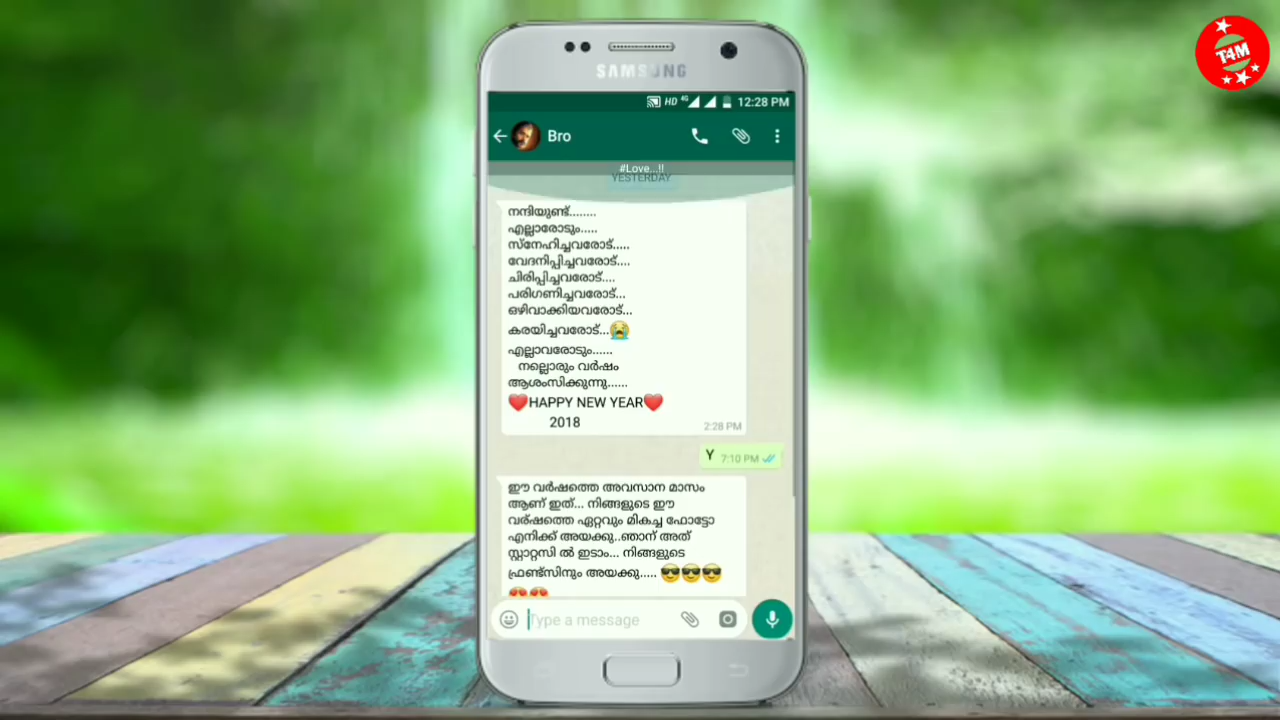 T4M
SAMSUNG
HD 4G 12:28 PM
Bro
#Love...!!
YESTERDAY
നന്ദിയുണ്ട്........
എല്ലാരോടും.....
സ്നേഹിച്ചവരോട്.....
വേദനിപ്പിച്ചവരോട്....
ചിരിപ്പിച്ചവരോട്....
പരിഗണിച്ചവരോട്...
ഒഴിവാക്കിയവരോട്...
കരയിച്ചവരോട്...😭
എല്ലാവരോടും......
നല്ലൊരു വർഷം
ആശംസിക്കുന്നു......
❤️HAPPY NEW YEAR❤️
2018
2:28 PM
Y 7:10 PM
ഈ വർഷത്തെ അവസാന മാസം
ആണ് ഇത്... നിങ്ങളുടെ ഈ
വര്ഷത്തെ ഏറ്റവും മികച്ച ഫോട്ടോ
എനിക്ക് അയക്കു..ഞാന് അത്
സ്റ്റാറ്റസി ൽ ഇടാം... നിങ്ങളുടെ
ഫ്രണ്ട്സിനും അയക്കു..... 😎😎😎
😍😍
Type a message